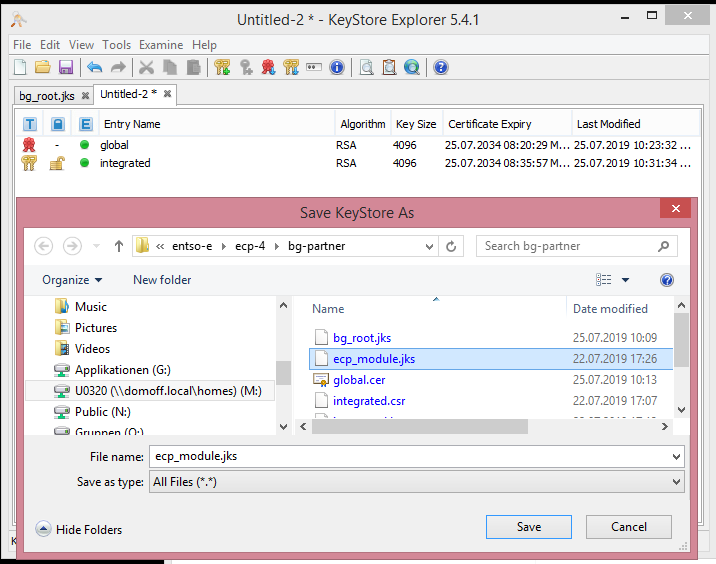 Untitled-2 * - KeyStore Explorer 5.4.1
File Edit View Tools Examine Help
bg_root.jks Untitled-2 *
T E Entry Name Algorithm Key Size Certificate Expiry Last Modified
- global RSA 4096 25.07.2034 08:20:29 M... 25.07.2019 10:23:32 ...
integrated RSA 4096 25.07.2034 08:35:57 M... 25.07.2019 10:31:34 ...
Save KeyStore As
« entso-e ecp-4 bg-partner Search bg-partner
Organize New folder
Music
Pictures
Videos
Applikationen (G:)
U0320 (\\domoff.local\homes) (M:)
Public (N:)
Gruppen (O:)
Name Date modified
bg_root.jks 25.07.2019 10:09
ecp_module.jks 22.07.2019 17:26
global.cer 25.07.2019 10:13
integrated.csr 22.07.2019 17:07
File name: ecp_module.jks
Save as type: All Files (*.*)
Hide Folders Save Cancel